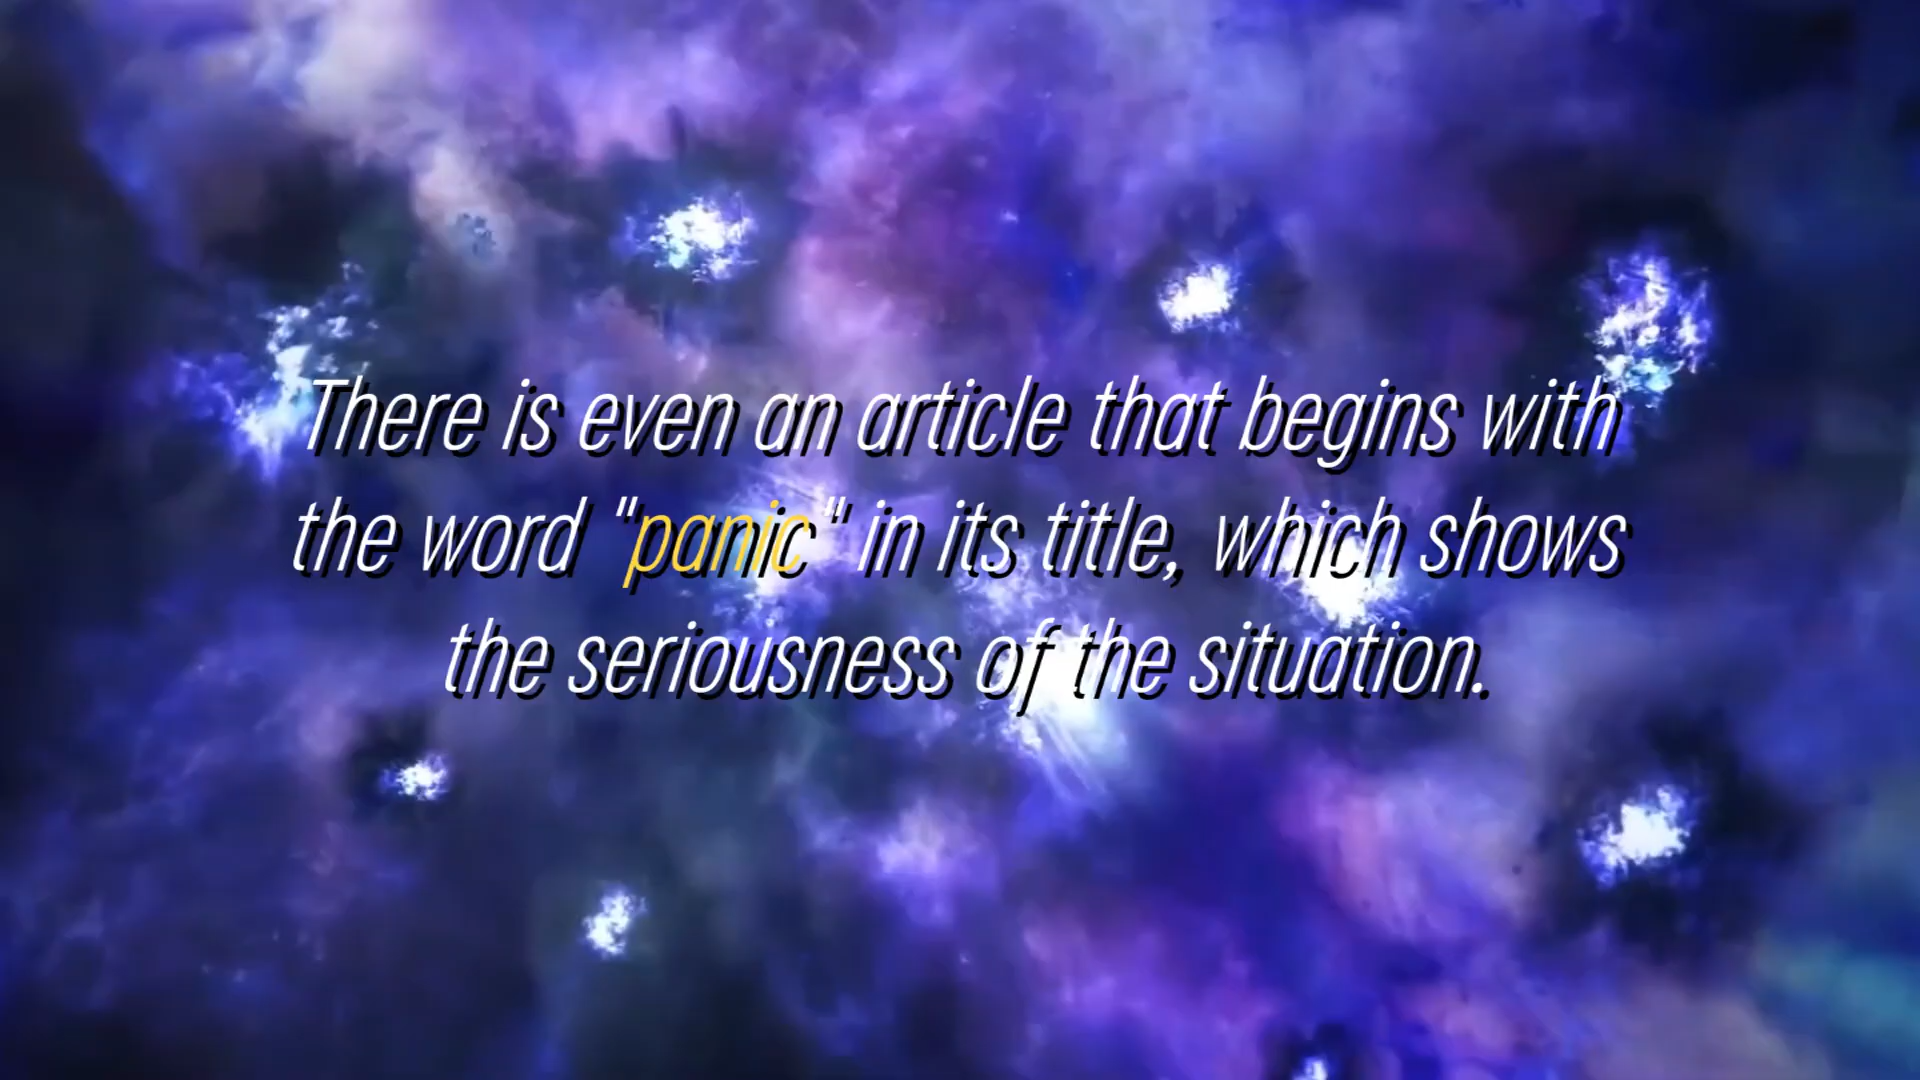 There is even an article that begins with
the word "panic" in its title, which shows
the seriousness of the situation.